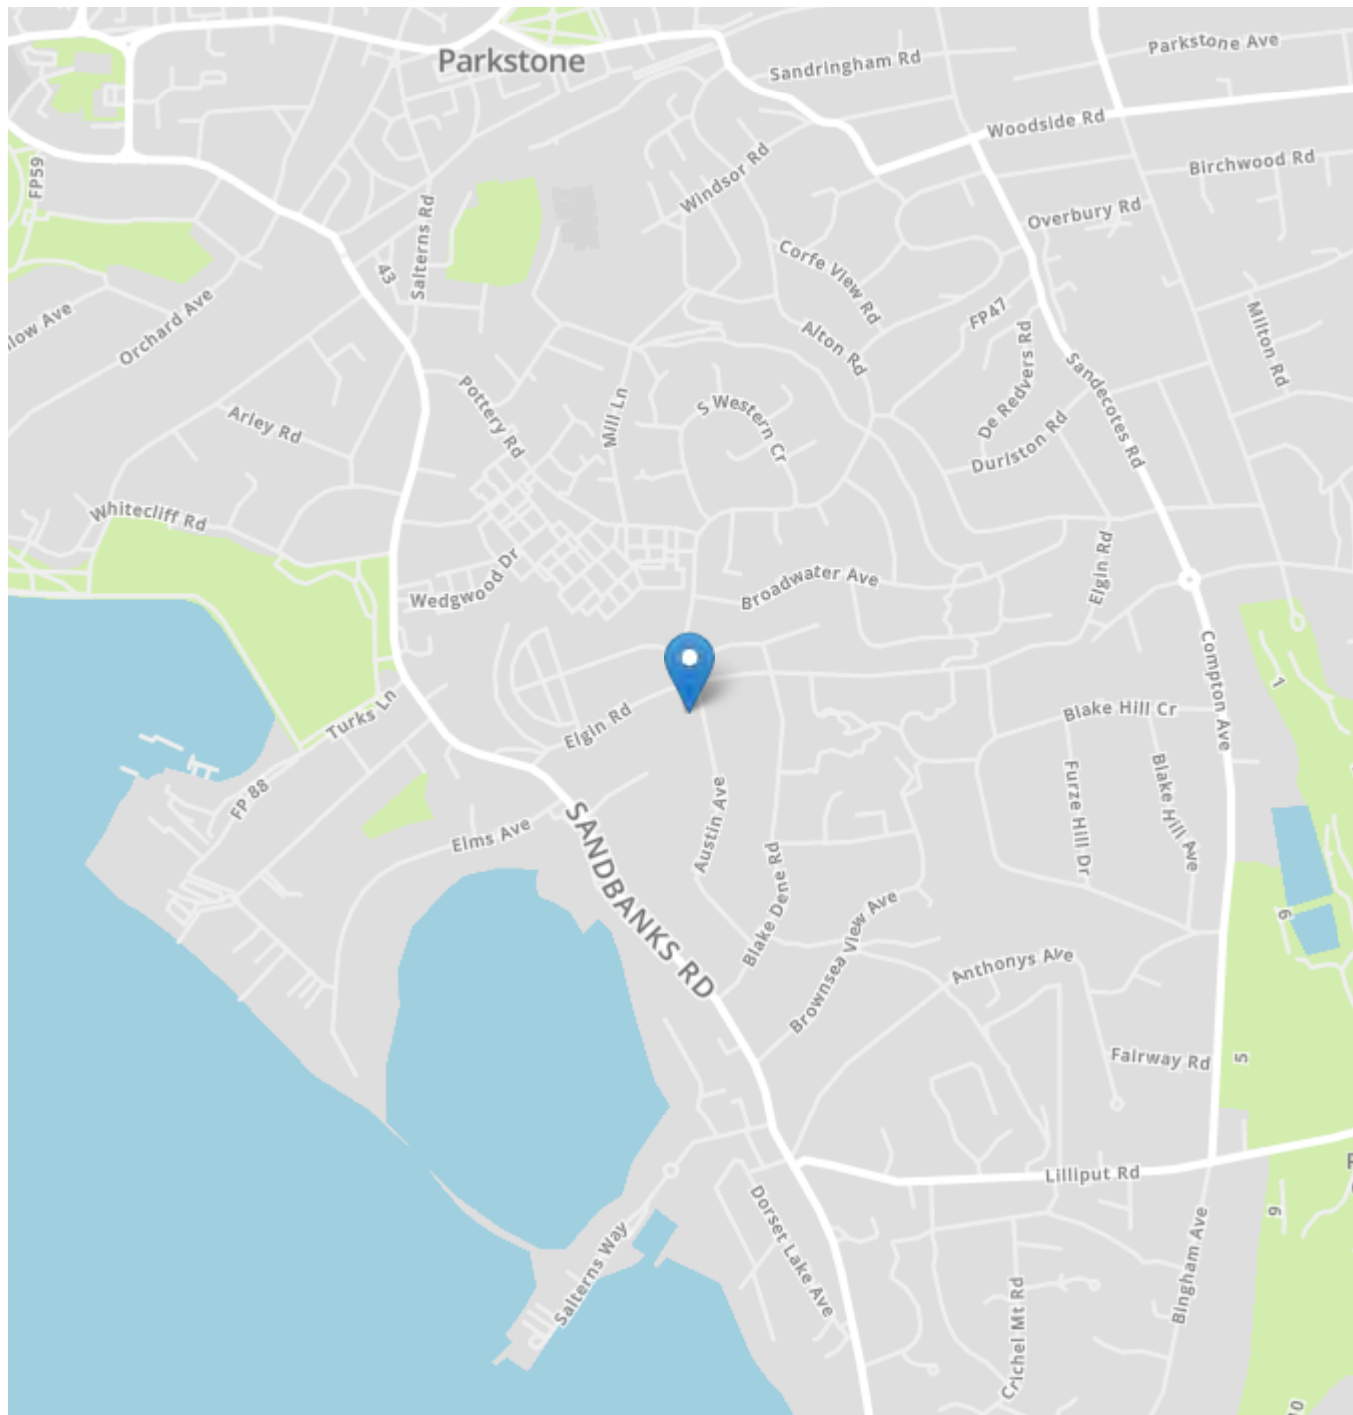 Parkstone
Sandringham Rd
Parkstone Ave
Woodside Rd
Birchwood Rd
FP59
Windsor Rd
Overbury Rd
Salterns Rd
43
Corfe View Rd
FP47
Orchard Ave
Alton Rd
De Redvers Rd
Milton Rd
Sandecotes Rd
Pottery Rd
Mill Ln
S Western Cr
Arley Rd
Durlston Rd
Whitecliff Rd
Wedgwood Dr
Broadwater Ave
Elgin Rd
Compton Ave
1
Turks Ln
Elgin Rd
Blake Hill Cr
FP 88
Austin Ave
Furze Hill Dr
Blake Hill Ave
Elms Ave
SANDBANKS RD
Blake Dene Rd
Brownsea View Ave
9
Anthonys Ave
Fairway Rd
5
Lilliput Rd
Dorset Lake Ave
Salterns Way
Bingham Ave
9
Crichel Mt Rd
10